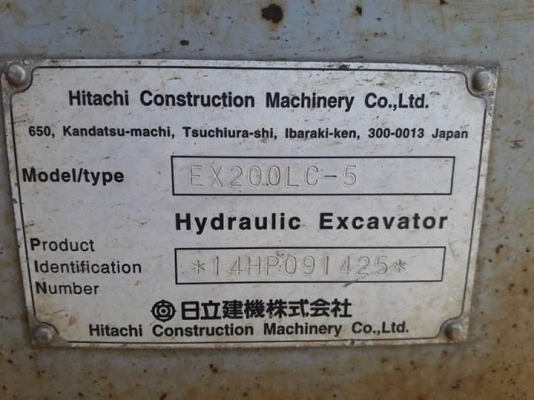 Hitachi Construction Machinery Co.,Ltd.
650, Kandatsu-machi, Tsuchiura-shi, Ibaraki-ken, 300-0013 Japan
Model/type EX200LC-5
Hydraulic Excavator
Product
Identification *14HP091425*
Number
日立建機株式会社
Hitachi Construction Machinery Co.,Ltd.